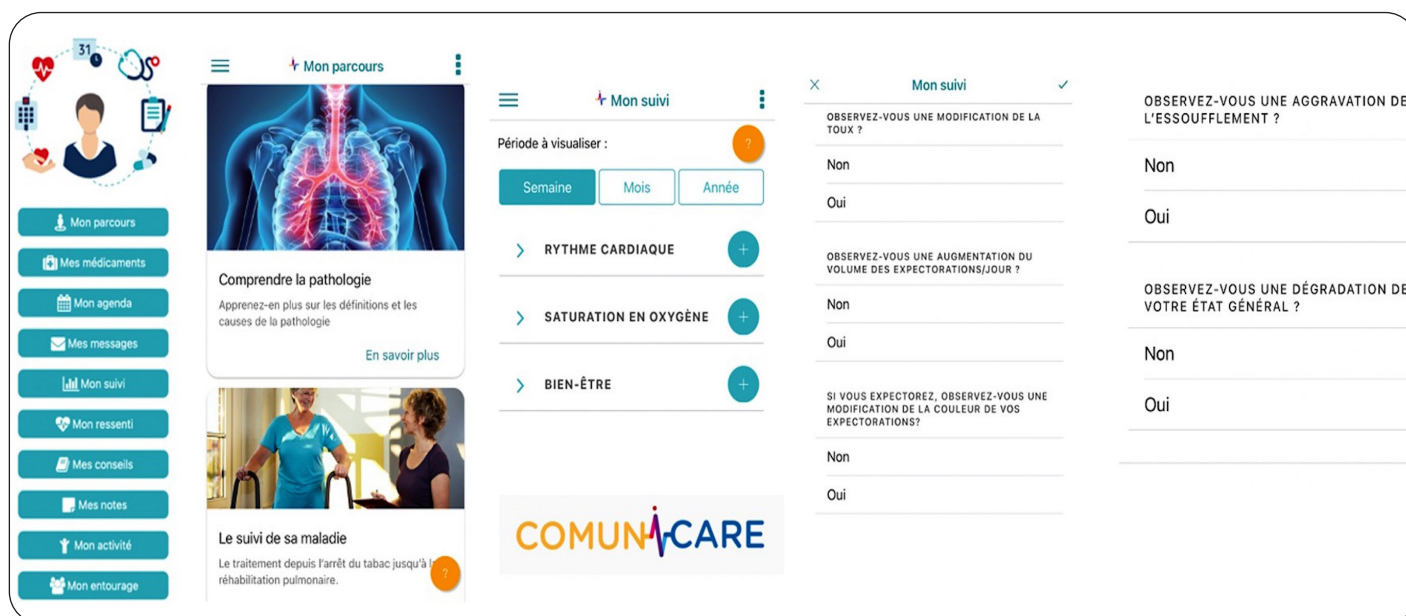 31
Mon parcours
Mes médicaments
Mon agenda
Mes messages
Mon suivi
Mon ressenti
Mes conseils
Mes notes
Mon activité
Mon entourage
Mon parcours
Comprendre la pathologie
Apprenez-en plus sur les définitions et les
causes de la pathologie
En savoir plus
Le suivi de sa maladie
Le traitement depuis l'arrêt du tabac jusqu'à
réhabilitation pulmonaire.
?
Mon suivi
Période à visualiser :
?
Semaine
Mois
Année
RYTHME CARDIAQUE
SATURATION EN OXYGÈNE
BIEN-ÊTRE
COMUNiCARE
Mon suivi
OBSERVEZ-VOUS UNE MODIFICATION DE LA
TOUX ?
Non
Oui
OBSERVEZ-VOUS UNE AUGMENTATION DU
VOLUME DES EXPECTORATIONS/JOUR ?
Non
Oui
SI VOUS EXPECTOREZ, OBSERVEZ-VOUS UNE
MODIFICATION DE LA COULEUR DE VOS
EXPECTORATIONS?
Non
Oui
OBSERVEZ-VOUS UNE AGGRAVATION DE
L'ESSOUFFLEMENT ?
Non
Oui
OBSERVEZ-VOUS UNE DÉGRADATION DE
VOTRE ÉTAT GÉNÉRAL ?
Non
Oui